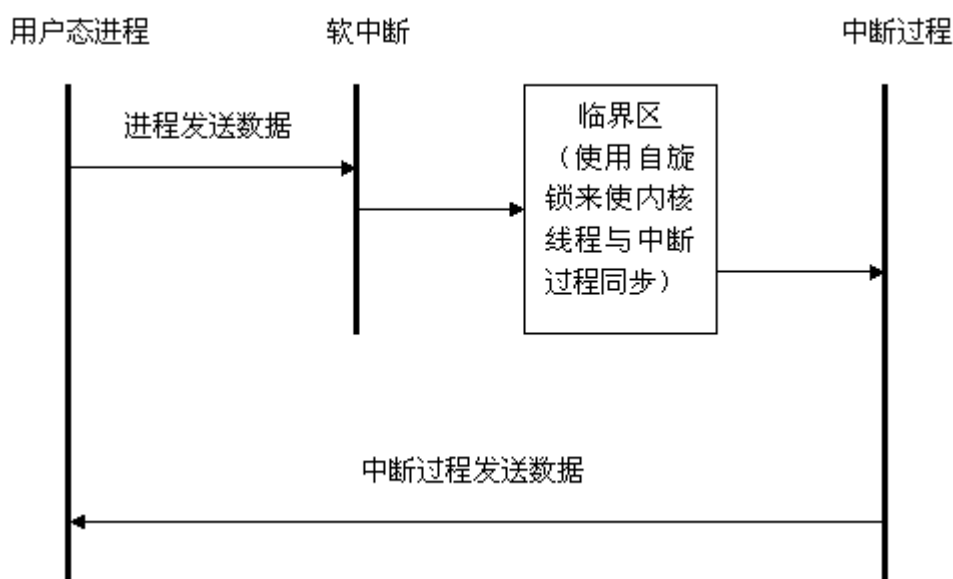 用户态进程
软中断
中断过程
进程发送数据
临界区
（使用自旋
锁来使内核
线程与中断
过程同步）
中断过程发送数据